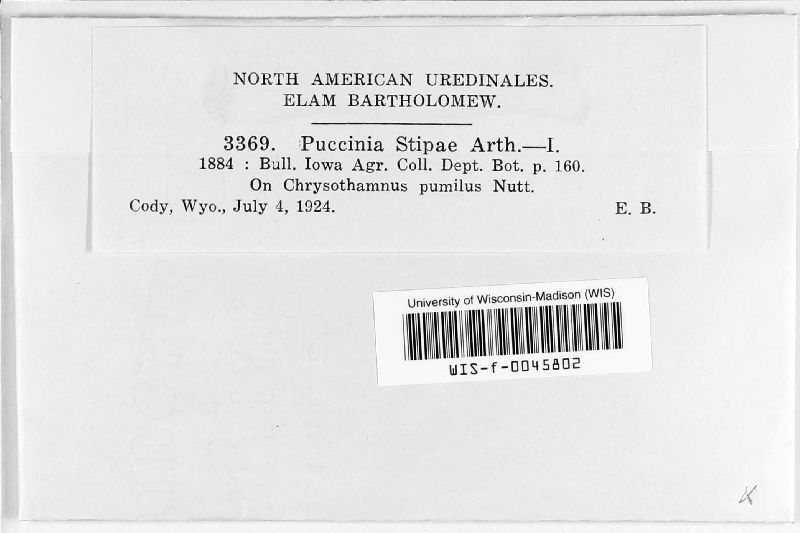 NORTH AMERICAN UREDINALES.
ELAM BARTHOLOMEW.
3369. Puccinia Stipae Arth.—I.
1884 : Bull. Iowa Agr. Coll. Dept. Bot. p. 160.
On Chrysothamnus pumilus Nutt.
Cody, Wyo., July 4, 1924. E. B.
University of Wisconsin-Madison (WIS)
WIS-f-0045802